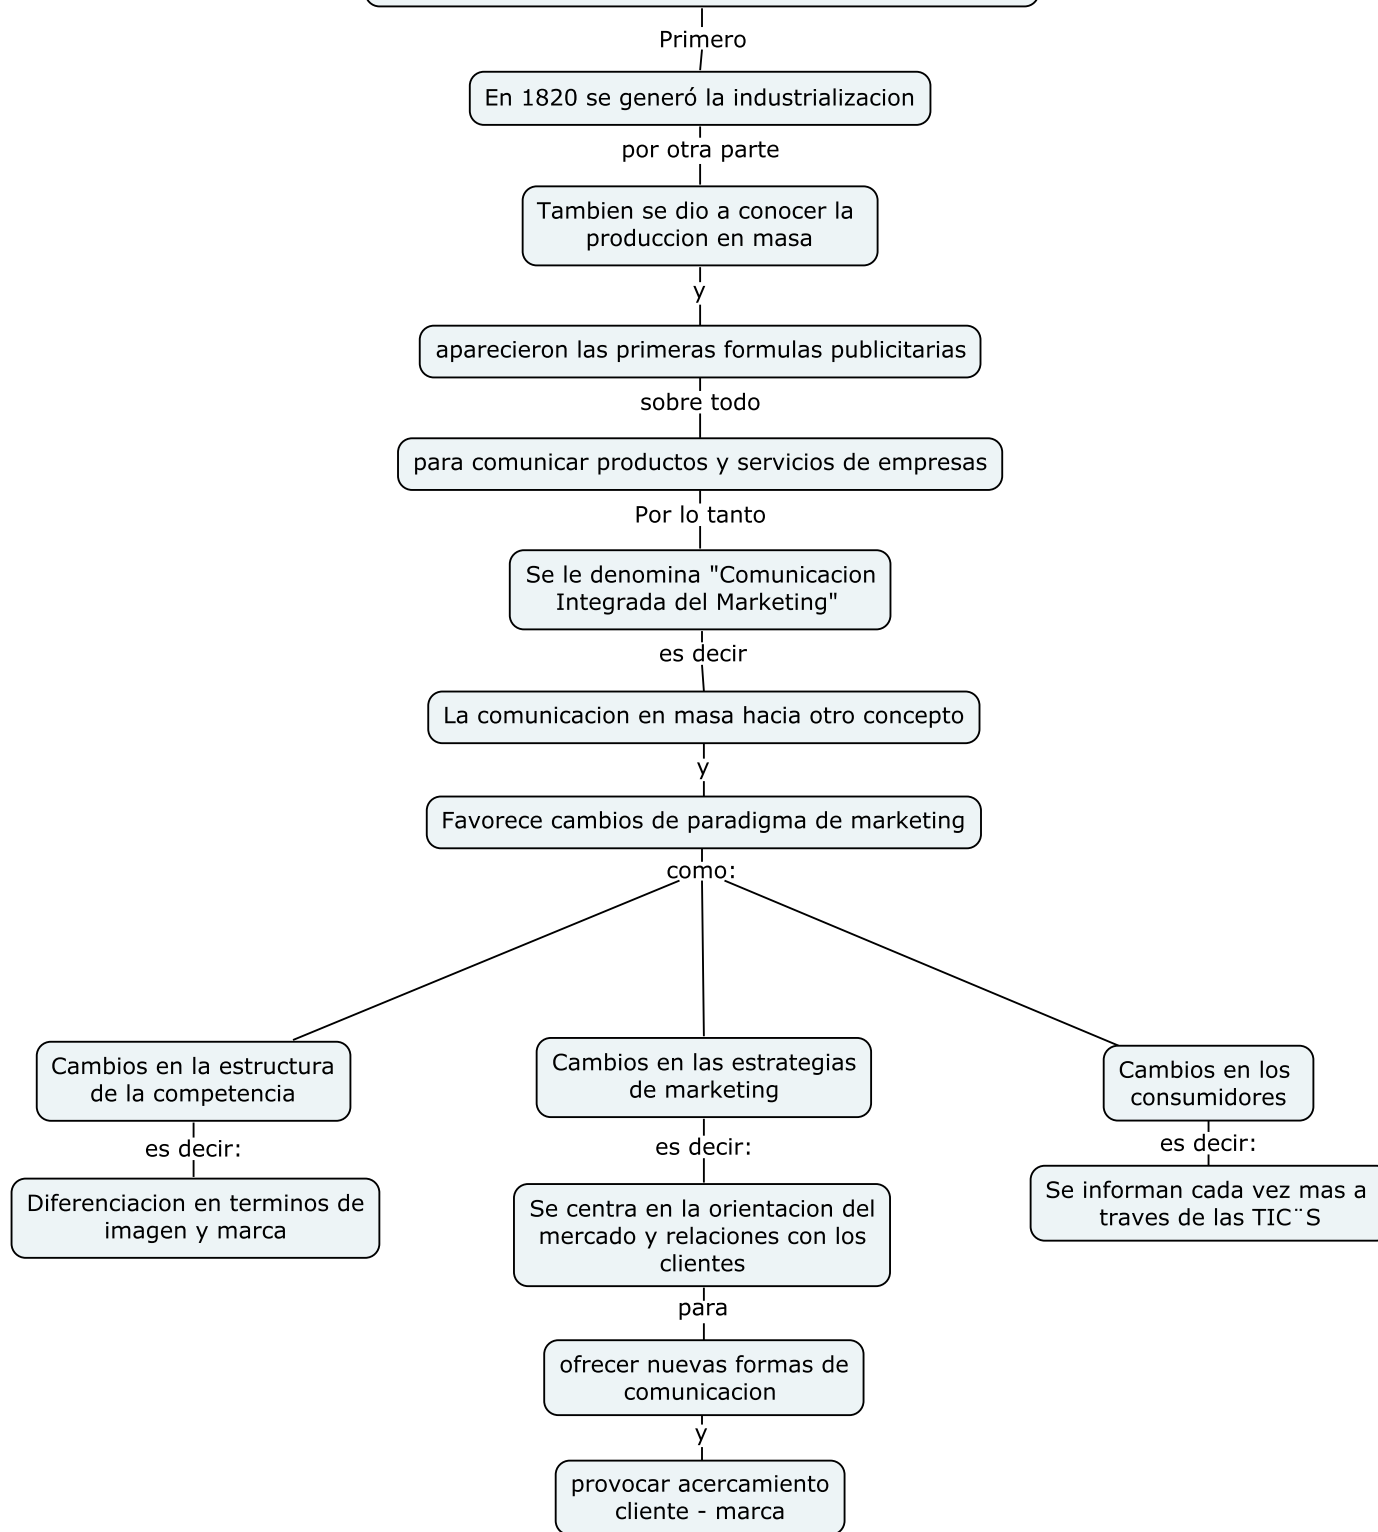 Primero
En 1820 se generó la industrializacion
por otra parte
Tambien se dio a conocer la
produccion en masa
y
aparecieron las primeras formulas publicitarias
sobre todo
para comunicar productos y servicios de empresas
Por lo tanto
Se le denomina "Comunicacion
Integrada del Marketing"
es decir
La comunicacion en masa hacia otro concepto
y
Favorece cambios de paradigma de marketing
como:
Cambios en la estructura
de la competencia
es decir:
Diferenciacion en terminos de
imagen y marca
Cambios en las estrategias
de marketing
es decir:
Se centra en la orientacion del
mercado y relaciones con los
clientes
para
ofrecer nuevas formas de
comunicacion
y
provocar acercamiento
cliente - marca
Cambios en los
consumidores
es decir:
Se informan cada vez mas a
traves de las TIC¨S